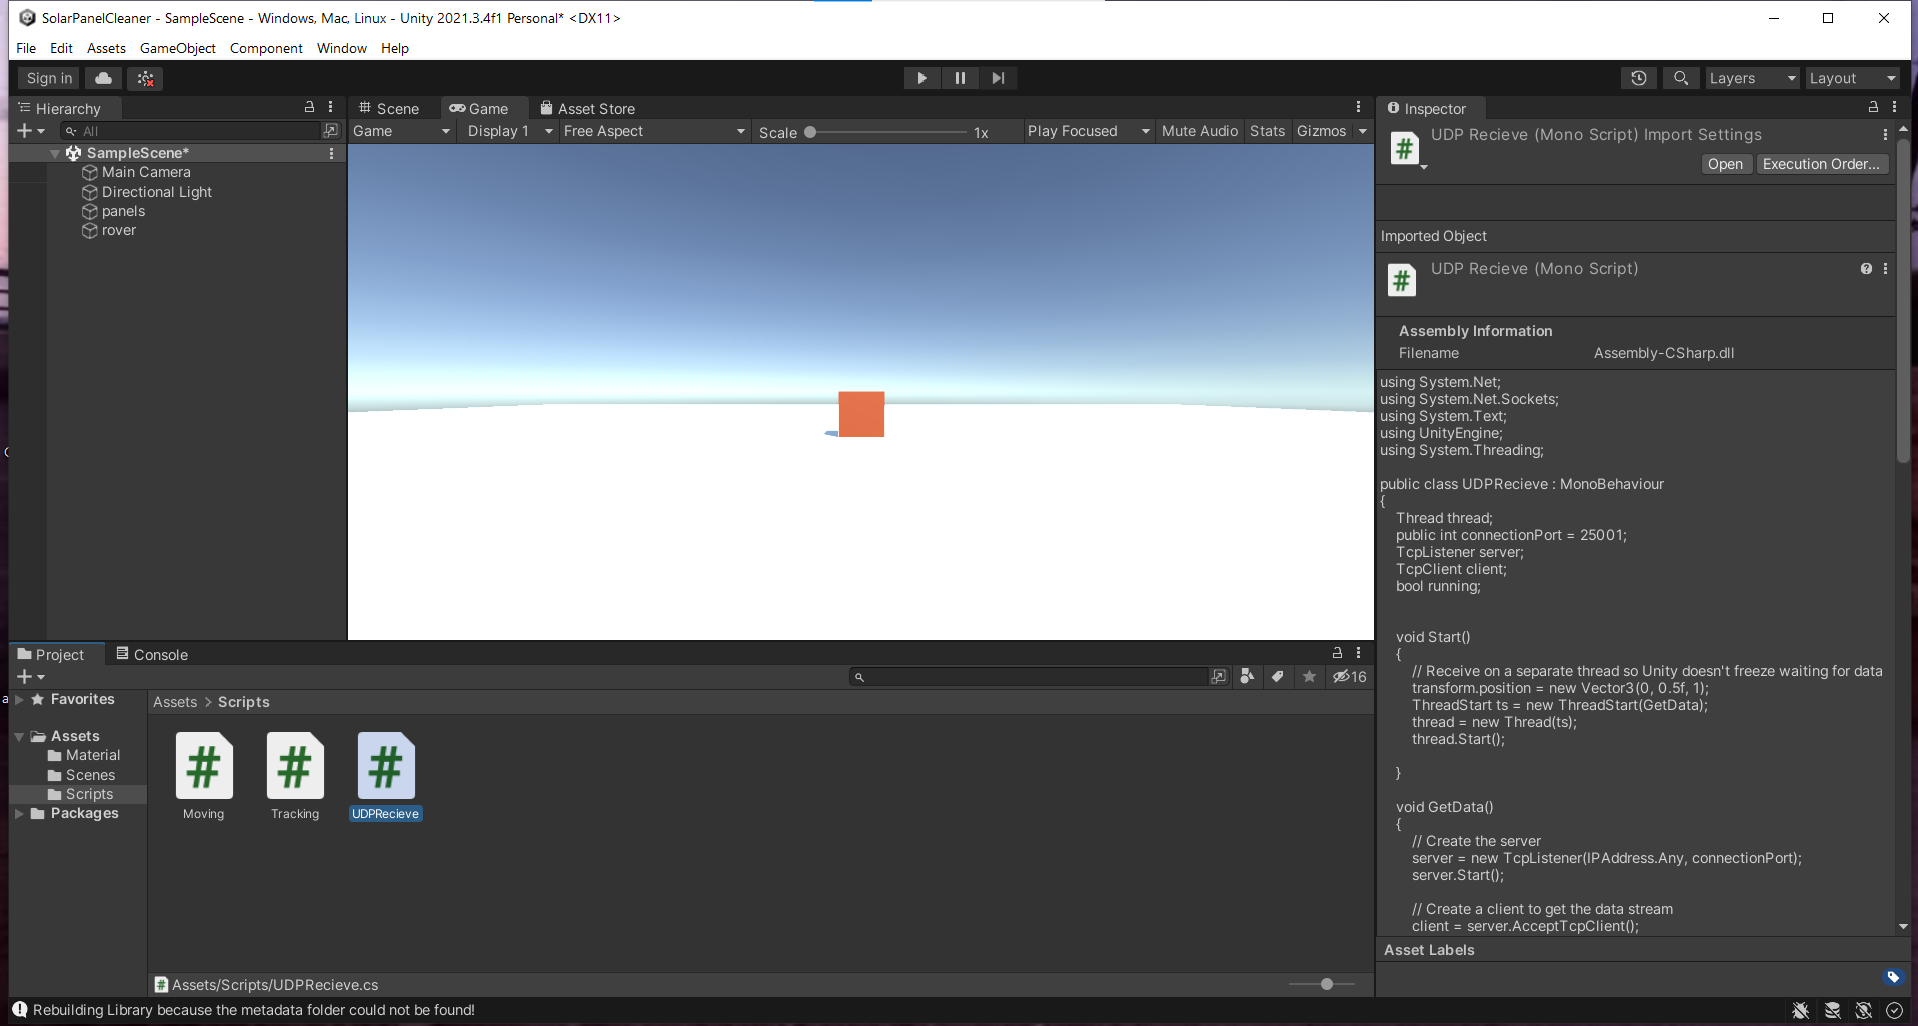 SolarPanelCleaner - SampleScene - Windows, Mac, Linux - Unity 2021.3.4f1 Personal* <DX11>
File Edit Assets GameObject Component Window Help
Sign in
Layers
Layout
Hierarchy
All
SampleScene*
Main Camera
Directional Light
panels
rover
Scene Game Asset Store
Game Display 1 Free Aspect Scale 1x Play Focused Mute Audio Stats Gizmos
Inspector
UDP Recieve (Mono Script) Import Settings
Open Execution Order...
Imported Object
UDP Recieve (Mono Script)
Assembly Information
Filename Assembly-CSharp.dll
using System.Net;
using System.Net.Sockets;
using System.Text;
using UnityEngine;
using System.Threading;
public class UDPRecieve : MonoBehaviour
{
Thread thread;
public int connectionPort = 25001;
TcpListener server;
TcpClient client;
bool running;
void Start()
{
// Receive on a separate thread so Unity doesn't freeze waiting for data
transform.position = new Vector3(0, 0.5f, 1);
ThreadStart ts = new ThreadStart(GetData);
thread = new Thread(ts);
thread.Start();
}
void GetData()
{
// Create the server
server = new TcpListener(IPAddress.Any, connectionPort);
server.Start();
// Create a client to get the data stream
client = server.AcceptTcpClient();
Asset Labels
Project Console
16
Favorites
Assets
Material
Scenes
Scripts
Packages
Assets > Scripts
# # #
Moving Tracking UDPRecieve
Assets/Scripts/UDPRecieve.cs
Rebuilding Library because the metadata folder could not be found!